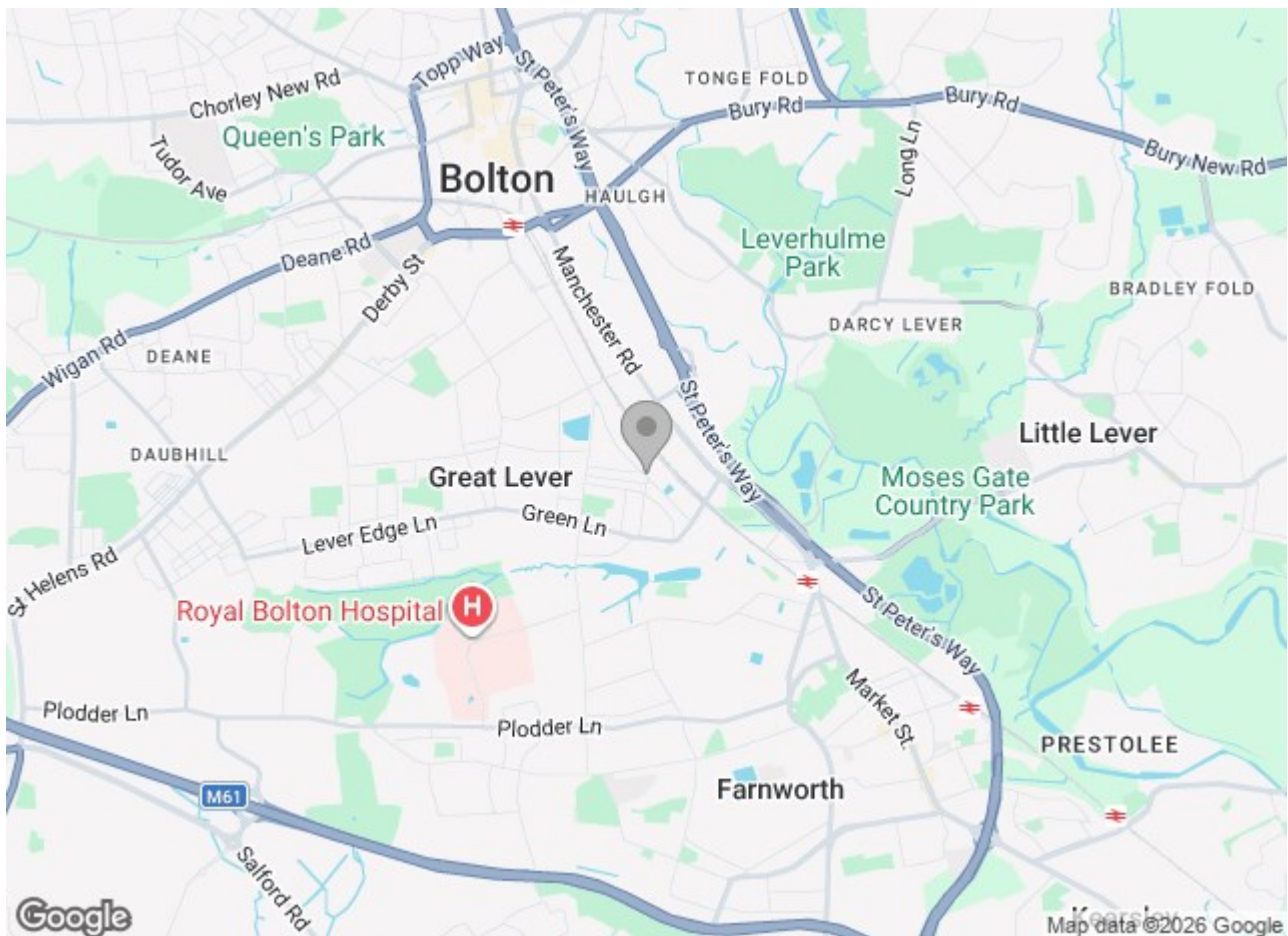 Topp Way
St Peter's Way
TONGE FOLD
Chorley New Rd
Bury Rd
Bury Rd
Queen's Park
Long Ln
Bury New Rd
Tudor Ave
Bolton
HAULGH
Deane Rd
Leverhulme
Park
Derby St
Manchester Rd
BRADLEY FOLD
DARCY LEVER
Wigan Rd
DEANE
St Peter's Way
Little Lever
DAUBHILL
Great Lever
Moses Gate
Country Park
Green Ln
Lever Edge Ln
St Helens Rd
Royal Bolton Hospital
H
St Peter's Way
Market St.
Plodder Ln
Plodder Ln
PRESTOLEE
Farnworth
M61
Salford Rd
Kearsley
Google
Map data ©2026 Google